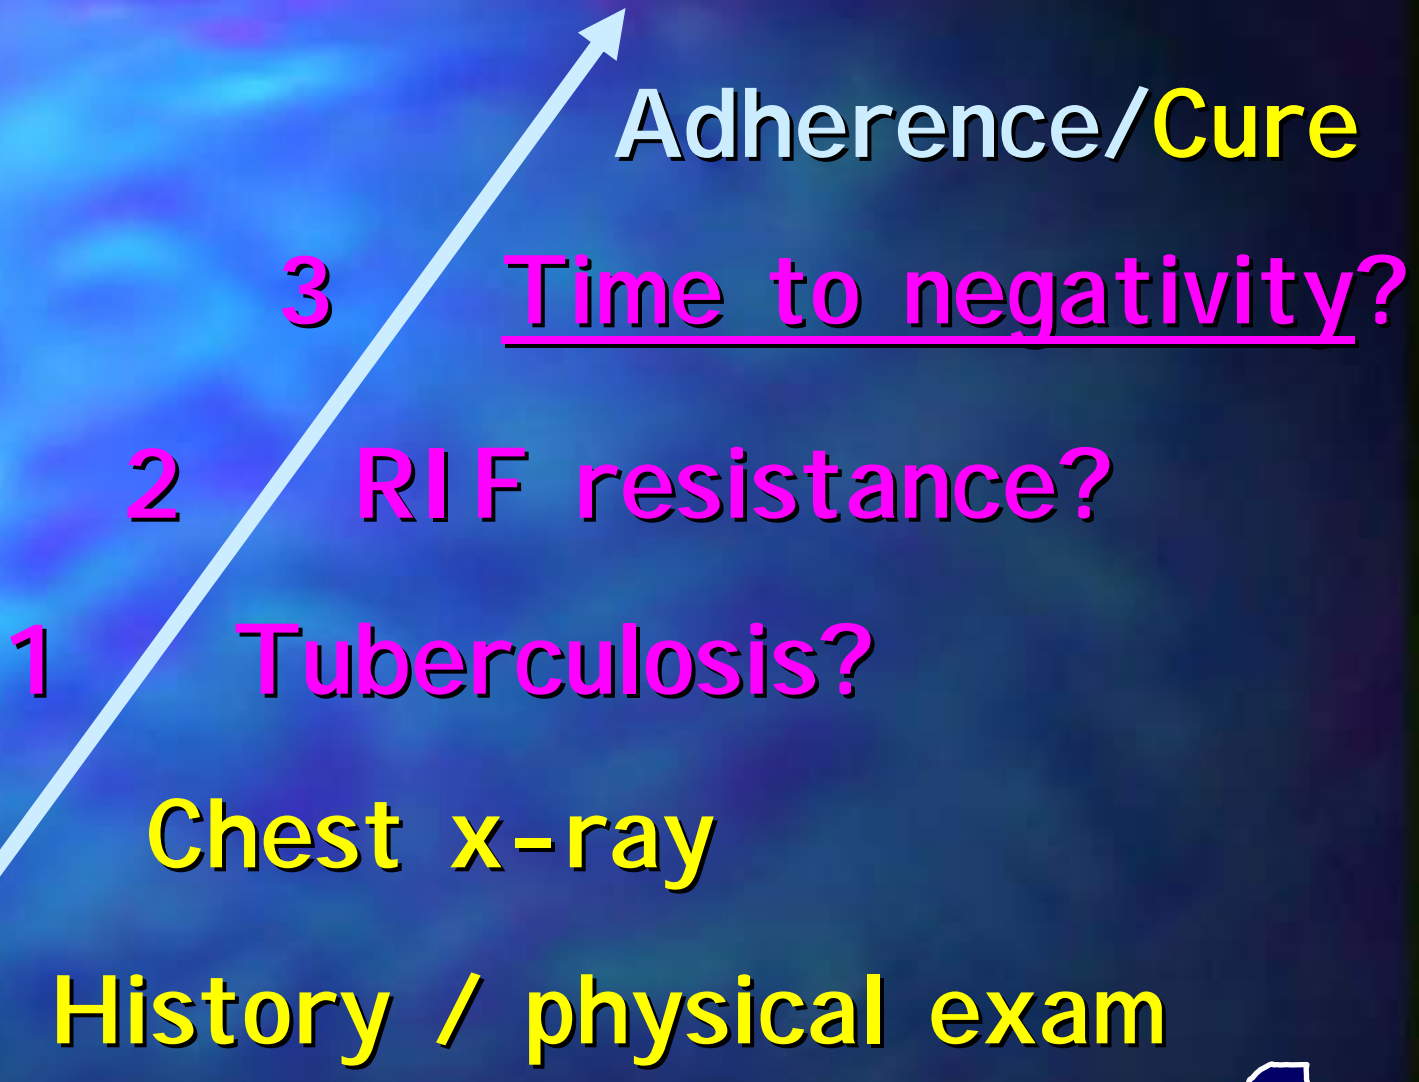 Adherence/Cure
3 Time to negativity?
2 RIF resistance?
1 Tuberculosis?
Chest x-ray
History / physical exam